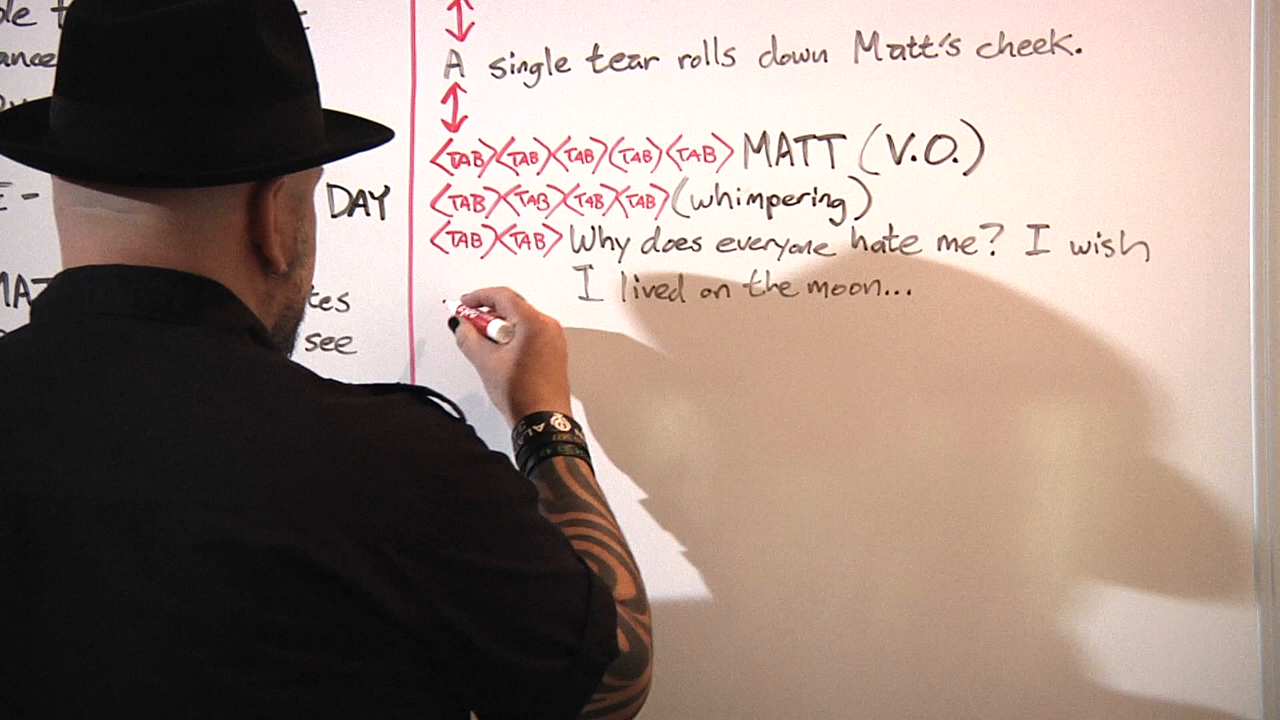 A single tear rolls down Matt's cheek.
<TAB><TAB><TAB><TAB><TAB> MATT (V.O.)
<TAB><TAB><TAB><TAB>(whimpering)
<TAB><TAB> Why does everyone hate me? I wish
I lived on the moon...
DAY
see